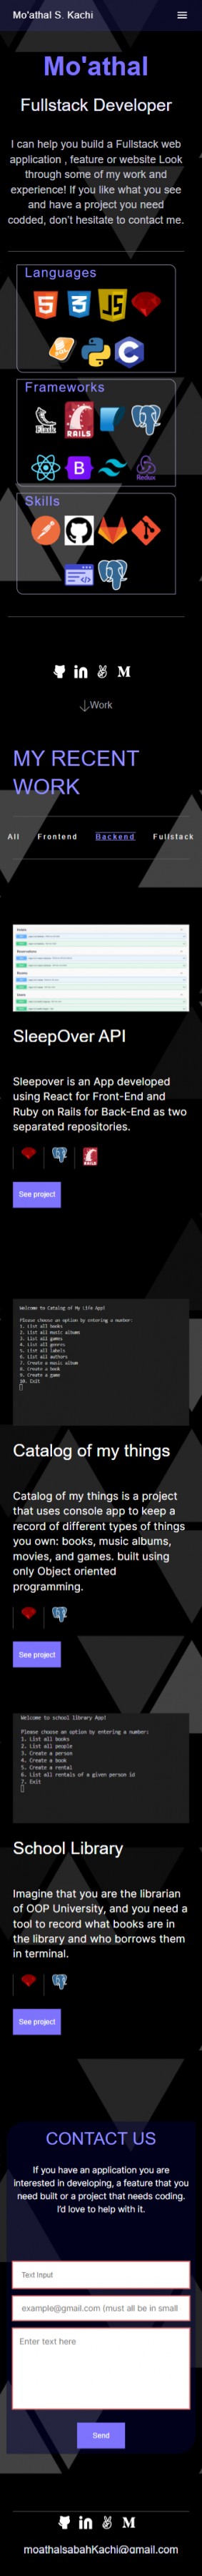 Mo'athal S. Kachi
Mo'athal
Fullstack Developer
I can help you build a Fullstack web
application , feature or website Look
through some of my work and
experience! If you like what you see
and have a project you need
codded, don't hesitate to contact me.
Languages
JS
Frameworks
RAILS
B
Redux
Skills
Work
MY RECENT
WORK
All Frontend Backend Fullstack
SleepOver API
Sleepover is an App developed
using React for Front-End and
Ruby on Rails for Back-End as two
separated repositories.
RAILS
See project
Welcome to Catalog of My Life App!
Please choose an option by entering a number:
1. List all books
2. List all music albums
3. List all games
4. List all genres
5. List all labels
6. List all authors
7. Create a music album
8. Create a book
9. Create a game
10. Exit
Catalog of my things
Catalog of my things is a project
that uses console app to keep a
record of different types of things
you own: books, music albums,
movies, and games. built using
only Object oriented
programming.
See project
Welcome to school library App!
Please choose an option by entering a number:
1. List all books
2. List all people
3. Create a person
4. Create a book
5. Create a rental
6. List all rentals of a given person id
7. Exit
School Library
Imagine that you are the librarian
of OOP University, and you need a
tool to record what books are in
the library and who borrows them
in terminal.
See project
CONTACT US
If you have an application you are
interested in developing, a feature that you
need built or a project that needs coding.
I'd love to help with it.
Text Input
example@gmail.com (must all be in small
Enter text here
Send
moathalsabahKachi@gmail.com